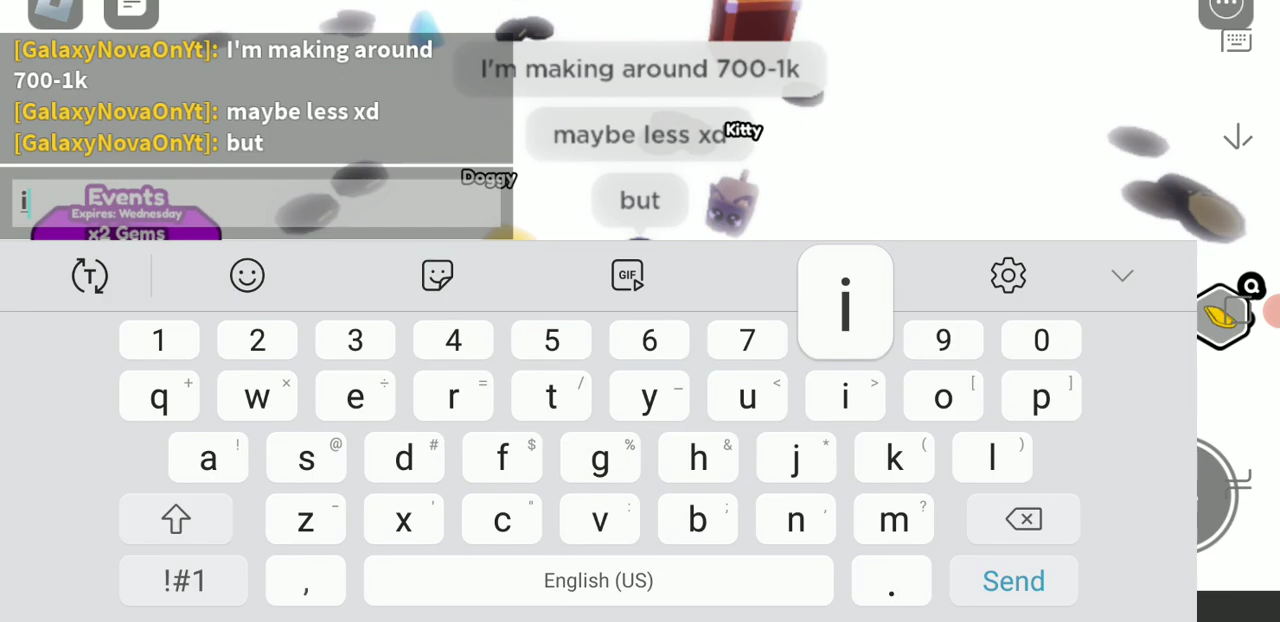 [GalaxyNovaOnYt]: I'm making around
700-1k
[GalaxyNovaOnYt]: maybe less xd
[GalaxyNovaOnYt]: but
I'm making around 700-1k
maybe less xd
Kitty
but
Doggy
i
Events
Expires: Wednesday
x2 Gems
Q
T
GIF
i
1 2 3 4 5 6 7 9 0
q + w × e ÷ r = t / y _ u < i > o [ p ]
a ! s @ d # f $ g % h & j * k ( l )
z - x ' c " v : b ; n , m ?
!#1 , English (US) . Send